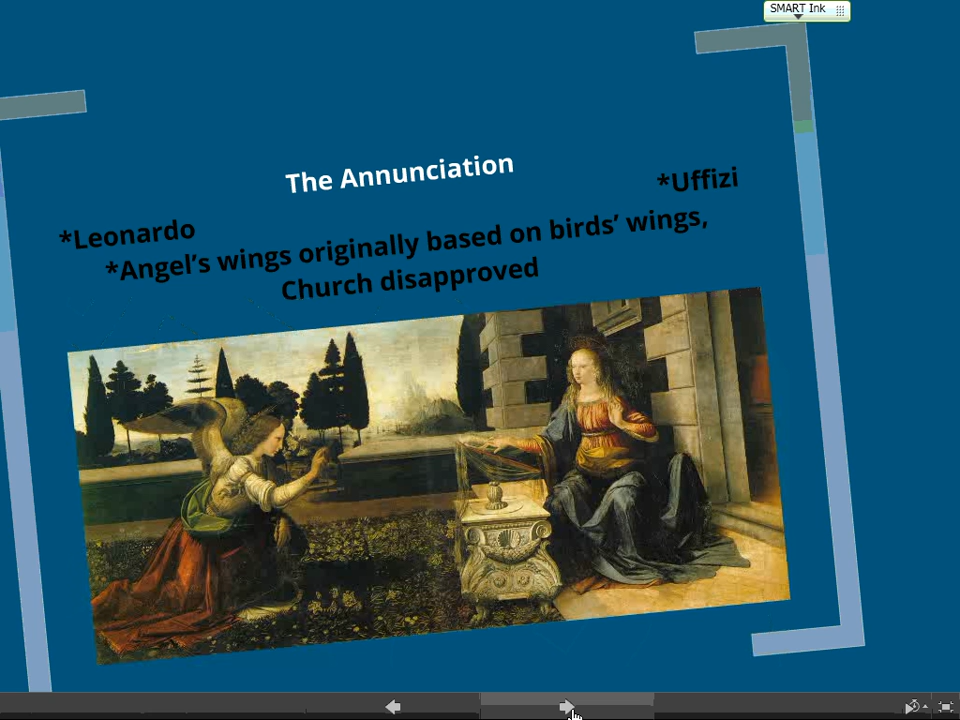 SMART Ink
The Annunciation
*Uffizi
*Leonardo
*Angel’s wings originally based on birds’ wings,
Church disapproved